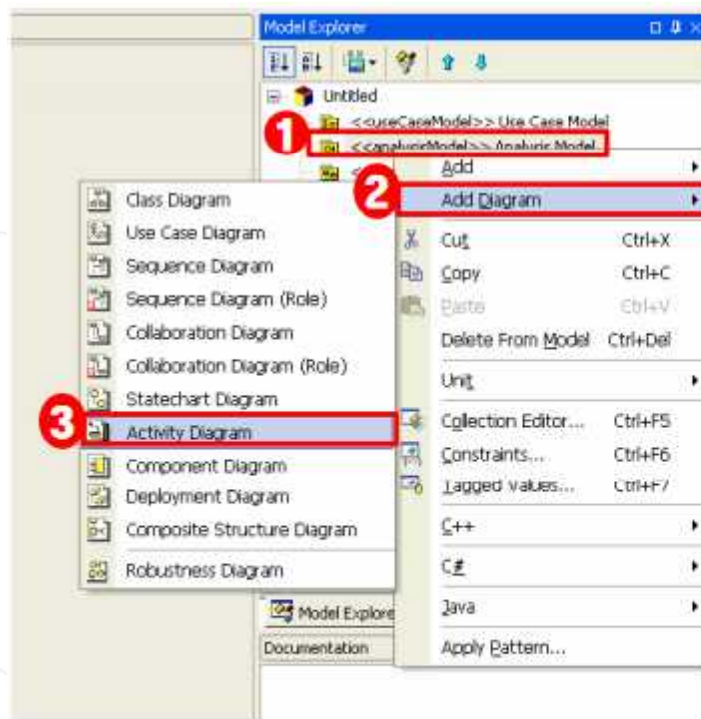 Model Explorer
Untitled
<<useCaseModel>> Use Case Model
1
<<analysisModel>> Analysis Model
2
Add
Add Diagram
Cut Ctrl+X
Copy Ctrl+C
Paste Ctrl+V
Delete From Model Ctrl+Del
Unit
Collection Editor... Ctrl+F5
Constraints... Ctrl+F6
Tagged Values... Ctrl+F7
C++
C#
Java
Apply Pattern...
Class Diagram
Use Case Diagram
Sequence Diagram
Sequence Diagram (Role)
Collaboration Diagram
Collaboration Diagram (Role)
Statechart Diagram
3
Activity Diagram
Component Diagram
Deployment Diagram
Composite Structure Diagram
Robustness Diagram
Model Explore
Documentation